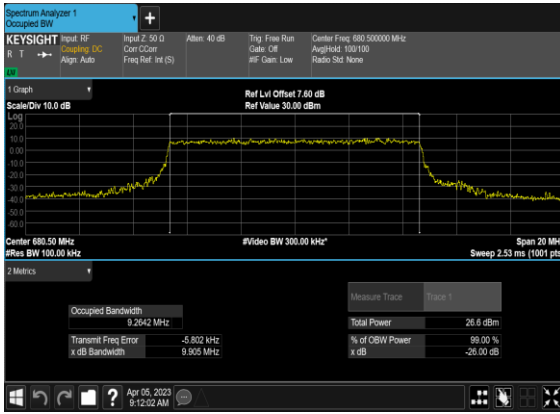 Spectrum Analyzer 1
Occupied BW
KEYSIGHT
R T
LW
Input: RF
Coupling: DC
Align: Auto
Input Z: 50 Ω
Corr CCorr
Freq Ref: Int (S)
Atten: 40 dB
Trig: Free Run
Gate: Off
#IF Gain: Low
Center Freq: 680.500000 MHz
Avg|Hold: 100/100
Radio Std: None
1 Graph
Scale/Div 10.0 dB
Ref Lvl Offset 7.60 dB
Ref Value 30.00 dBm
Log
20.0
10.0
0.00
-10.0
-20.0
-30.0
-40.0
-50.0
-60.0
Center 680.50 MHz
#Video BW 300.00 kHz*
Span 20 MH
#Res BW 100.00 kHz
Sweep 2.53 ms (1001 pts
2 Metrics
Measure Trace Trace 1
Occupied Bandwidth
9.2642 MHz
Total Power 26.6 dBm
Transmit Freq Error -5.802 kHz
% of OBW Power 99.00 %
x dB Bandwidth 9.905 MHz
x dB -26.00 dB
?
Apr 05, 2023
9:12:02 AM